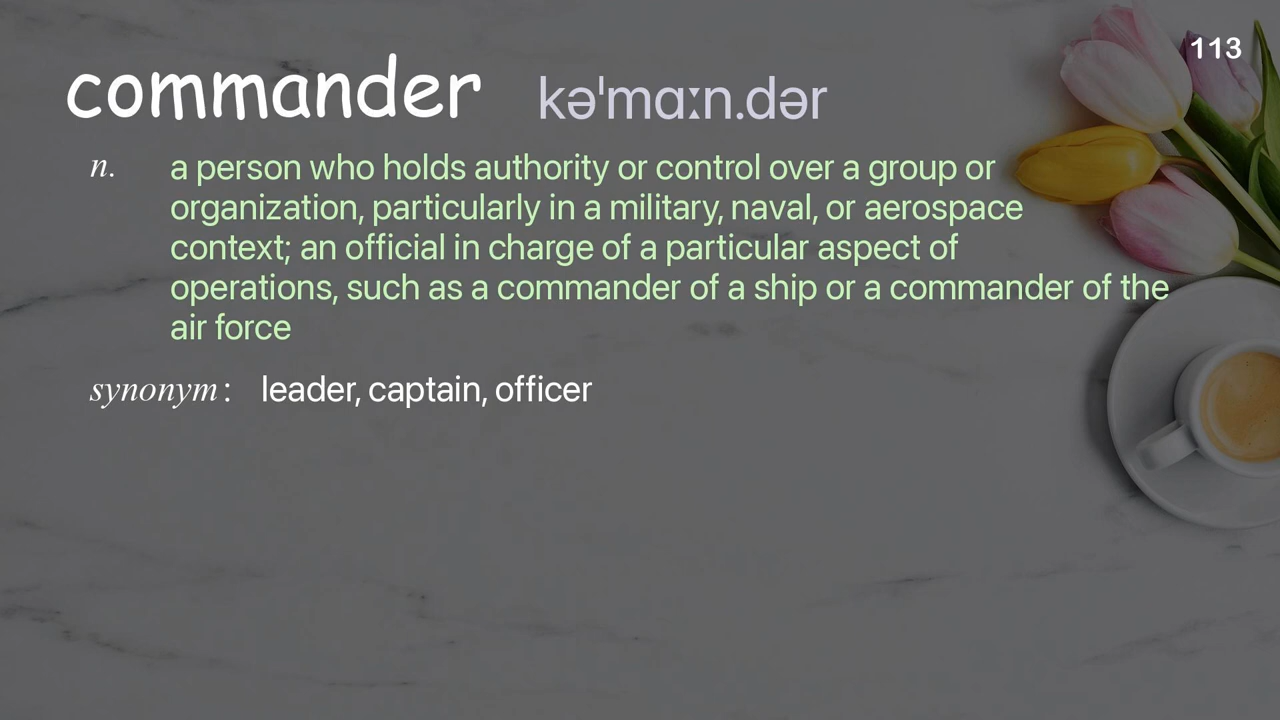 113
commander kəˈmɑːn.dər
n. a person who holds authority or control over a group or
organization, particularly in a military, naval, or aerospace
context; an official in charge of a particular aspect of
operations, such as a commander of a ship or a commander of the
air force
synonym: leader, captain, officer